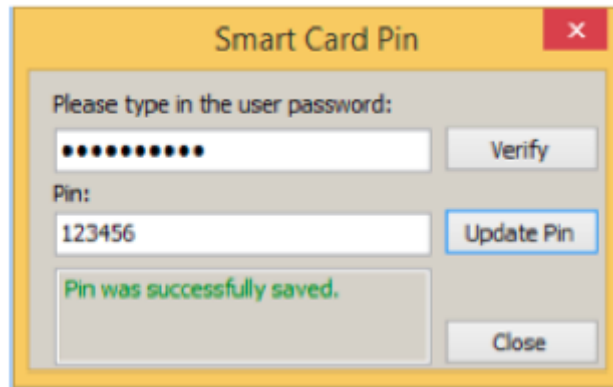 Smart Card Pin
x
Please type in the user password:
••••••••••
Verify
Pin:
123456
Update Pin
Pin was successfully saved.
Close